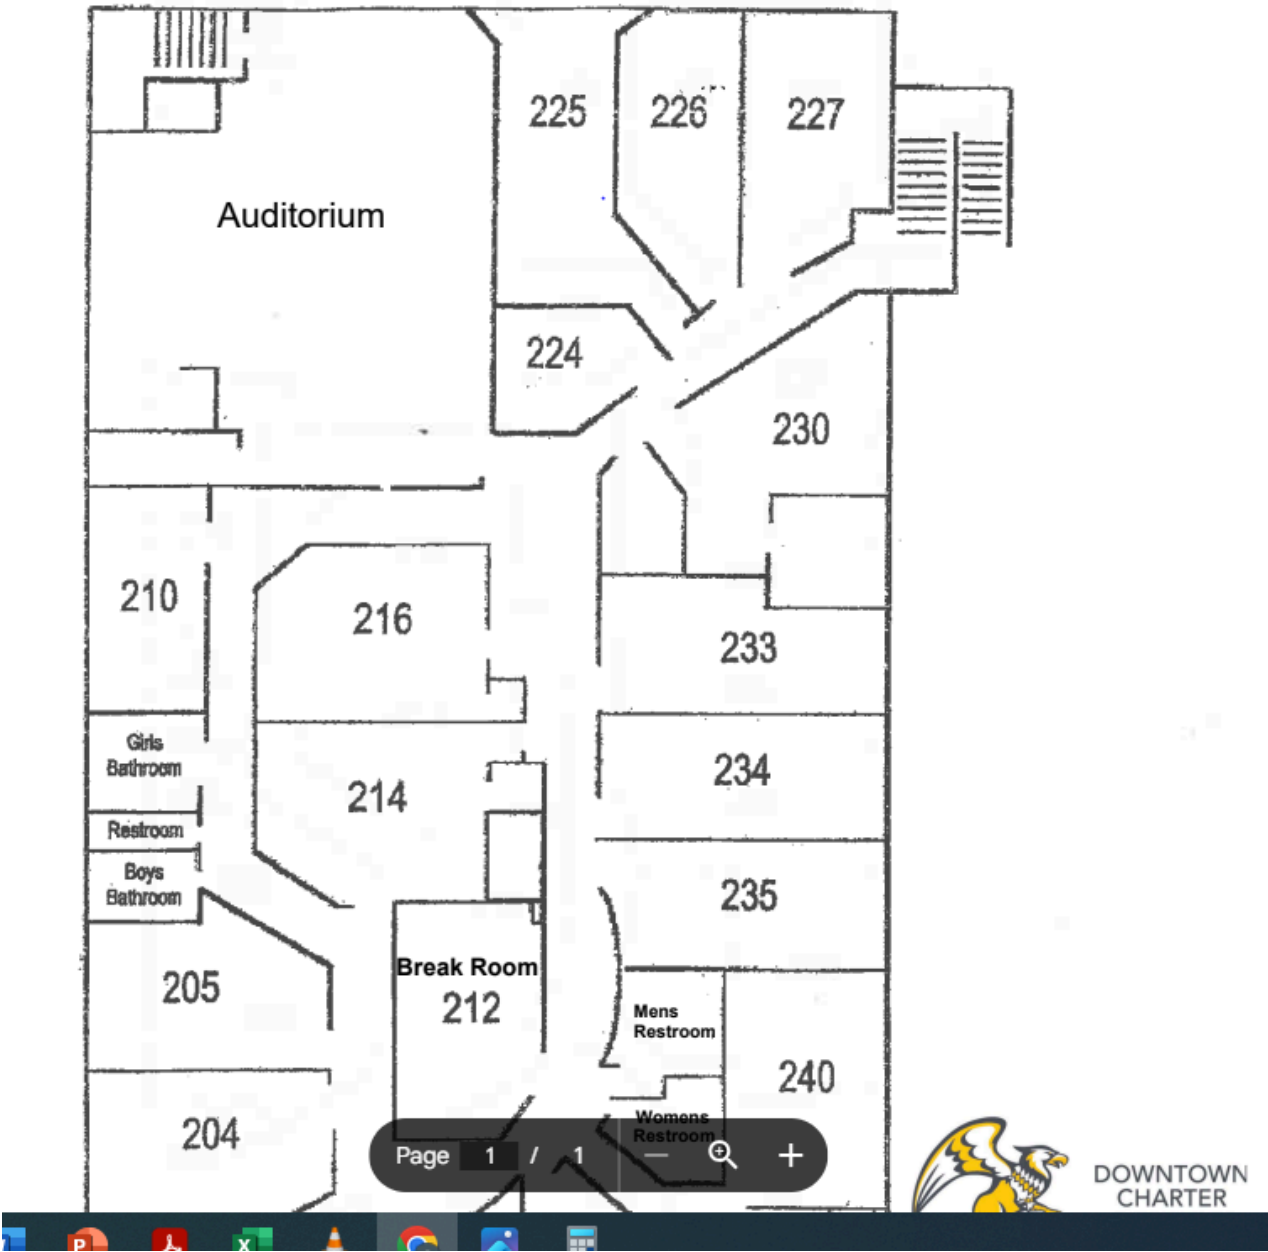 225
226
227
Auditorium
224
230
210
216
233
Girls
Bathroom
234
214
Restroom
Boys
Bathroom
235
Break Room
205
212
Mens
Restroom
240
204
Womens
Restroom
Page 1 / 1
DOWNTOWN
CHARTER